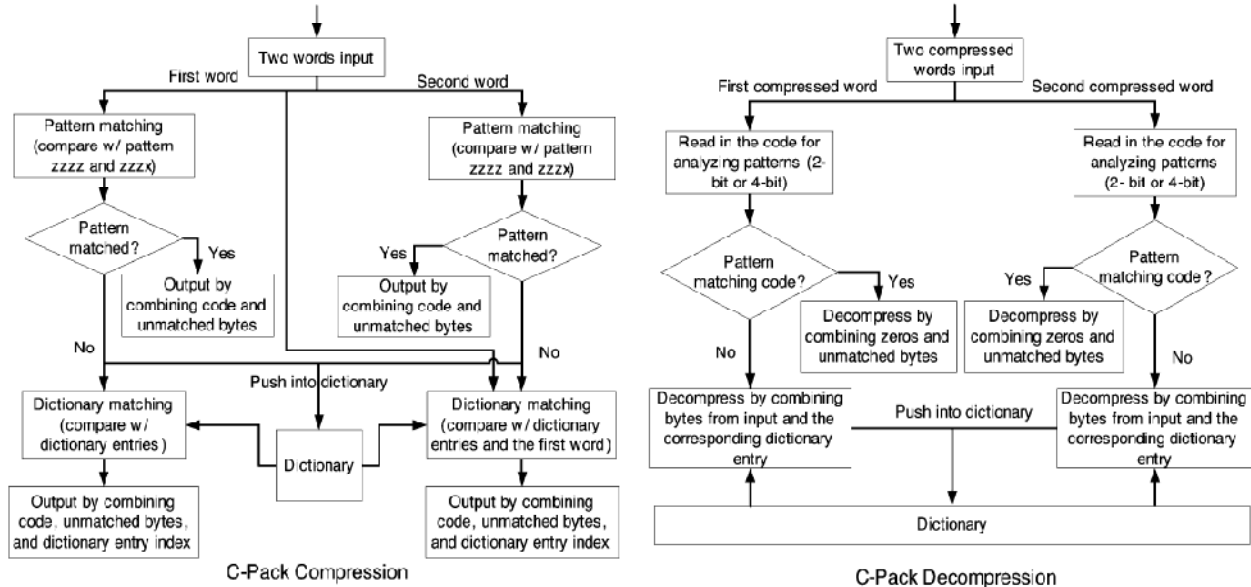 Two words input
First word
Second word
Pattern matching
(compare w/ pattern
zzzz and zzzx)
Pattern matching
(compare w/ pattern
zzzz and zzzx)
Pattern
matched?
Yes
Output by
combining code and
unmatched bytes
Pattern
matched?
Yes
Output by
combining code and
unmatched bytes
No
No
Push into dictionary
Dictionary matching
(compare w/
dictionary entries)
Dictionary
Dictionary matching
(compare w/ dictionary
entries and the first word)
Output by combining
code, unmatched bytes,
and dictionary entry index
Output by combining
code, unmatched bytes,
and dictionary entry index
C-Pack Compression
Two compressed
words input
First compressed word
Second compressed word
Read in the code for
analyzing patterns (2-
bit or 4-bit)
Read in the code for
analyzing patterns
(2- bit or 4-bit)
Pattern
matching code?
Yes
Decompress by
combining zeros and
unmatched bytes
Pattern
matching code?
Yes
Decompress by
combining zeros and
unmatched bytes
No
No
Decompress by combining
bytes from input and the
corresponding dictionary
entry
Push into dictionary
Decompress by combining
bytes from input and the
corresponding dictionary
entry
Dictionary
C-Pack Decompression